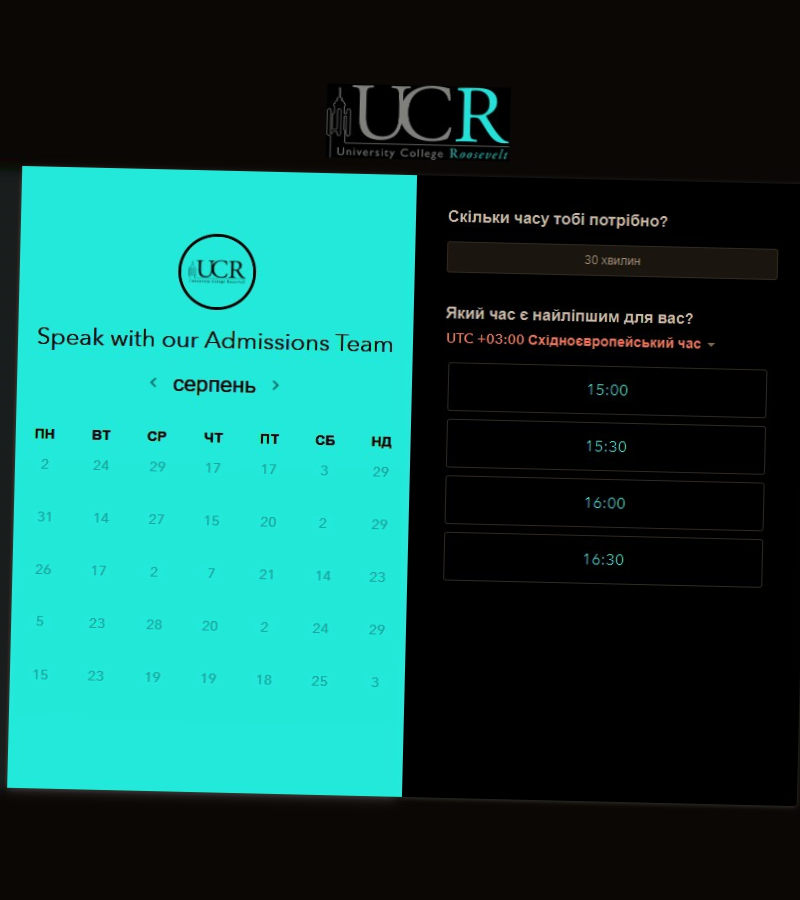 UCR
University College Roosevelt
UCR
Speak with our Admissions Team
серпень
ПН ВТ СР ЧТ ПТ СБ НД
2 24 29 17 17 3 29
31 14 27 15 20 2 29
26 17 2 7 21 14 23
5 23 28 20 2 24 29
15 23 19 19 18 25 3
Скільки часу тобі потрібно?
30 хвилин
Який час є найліпшим для вас?
UTC +03:00 Східноєвропейський час
15:00
15:30
16:00
16:30